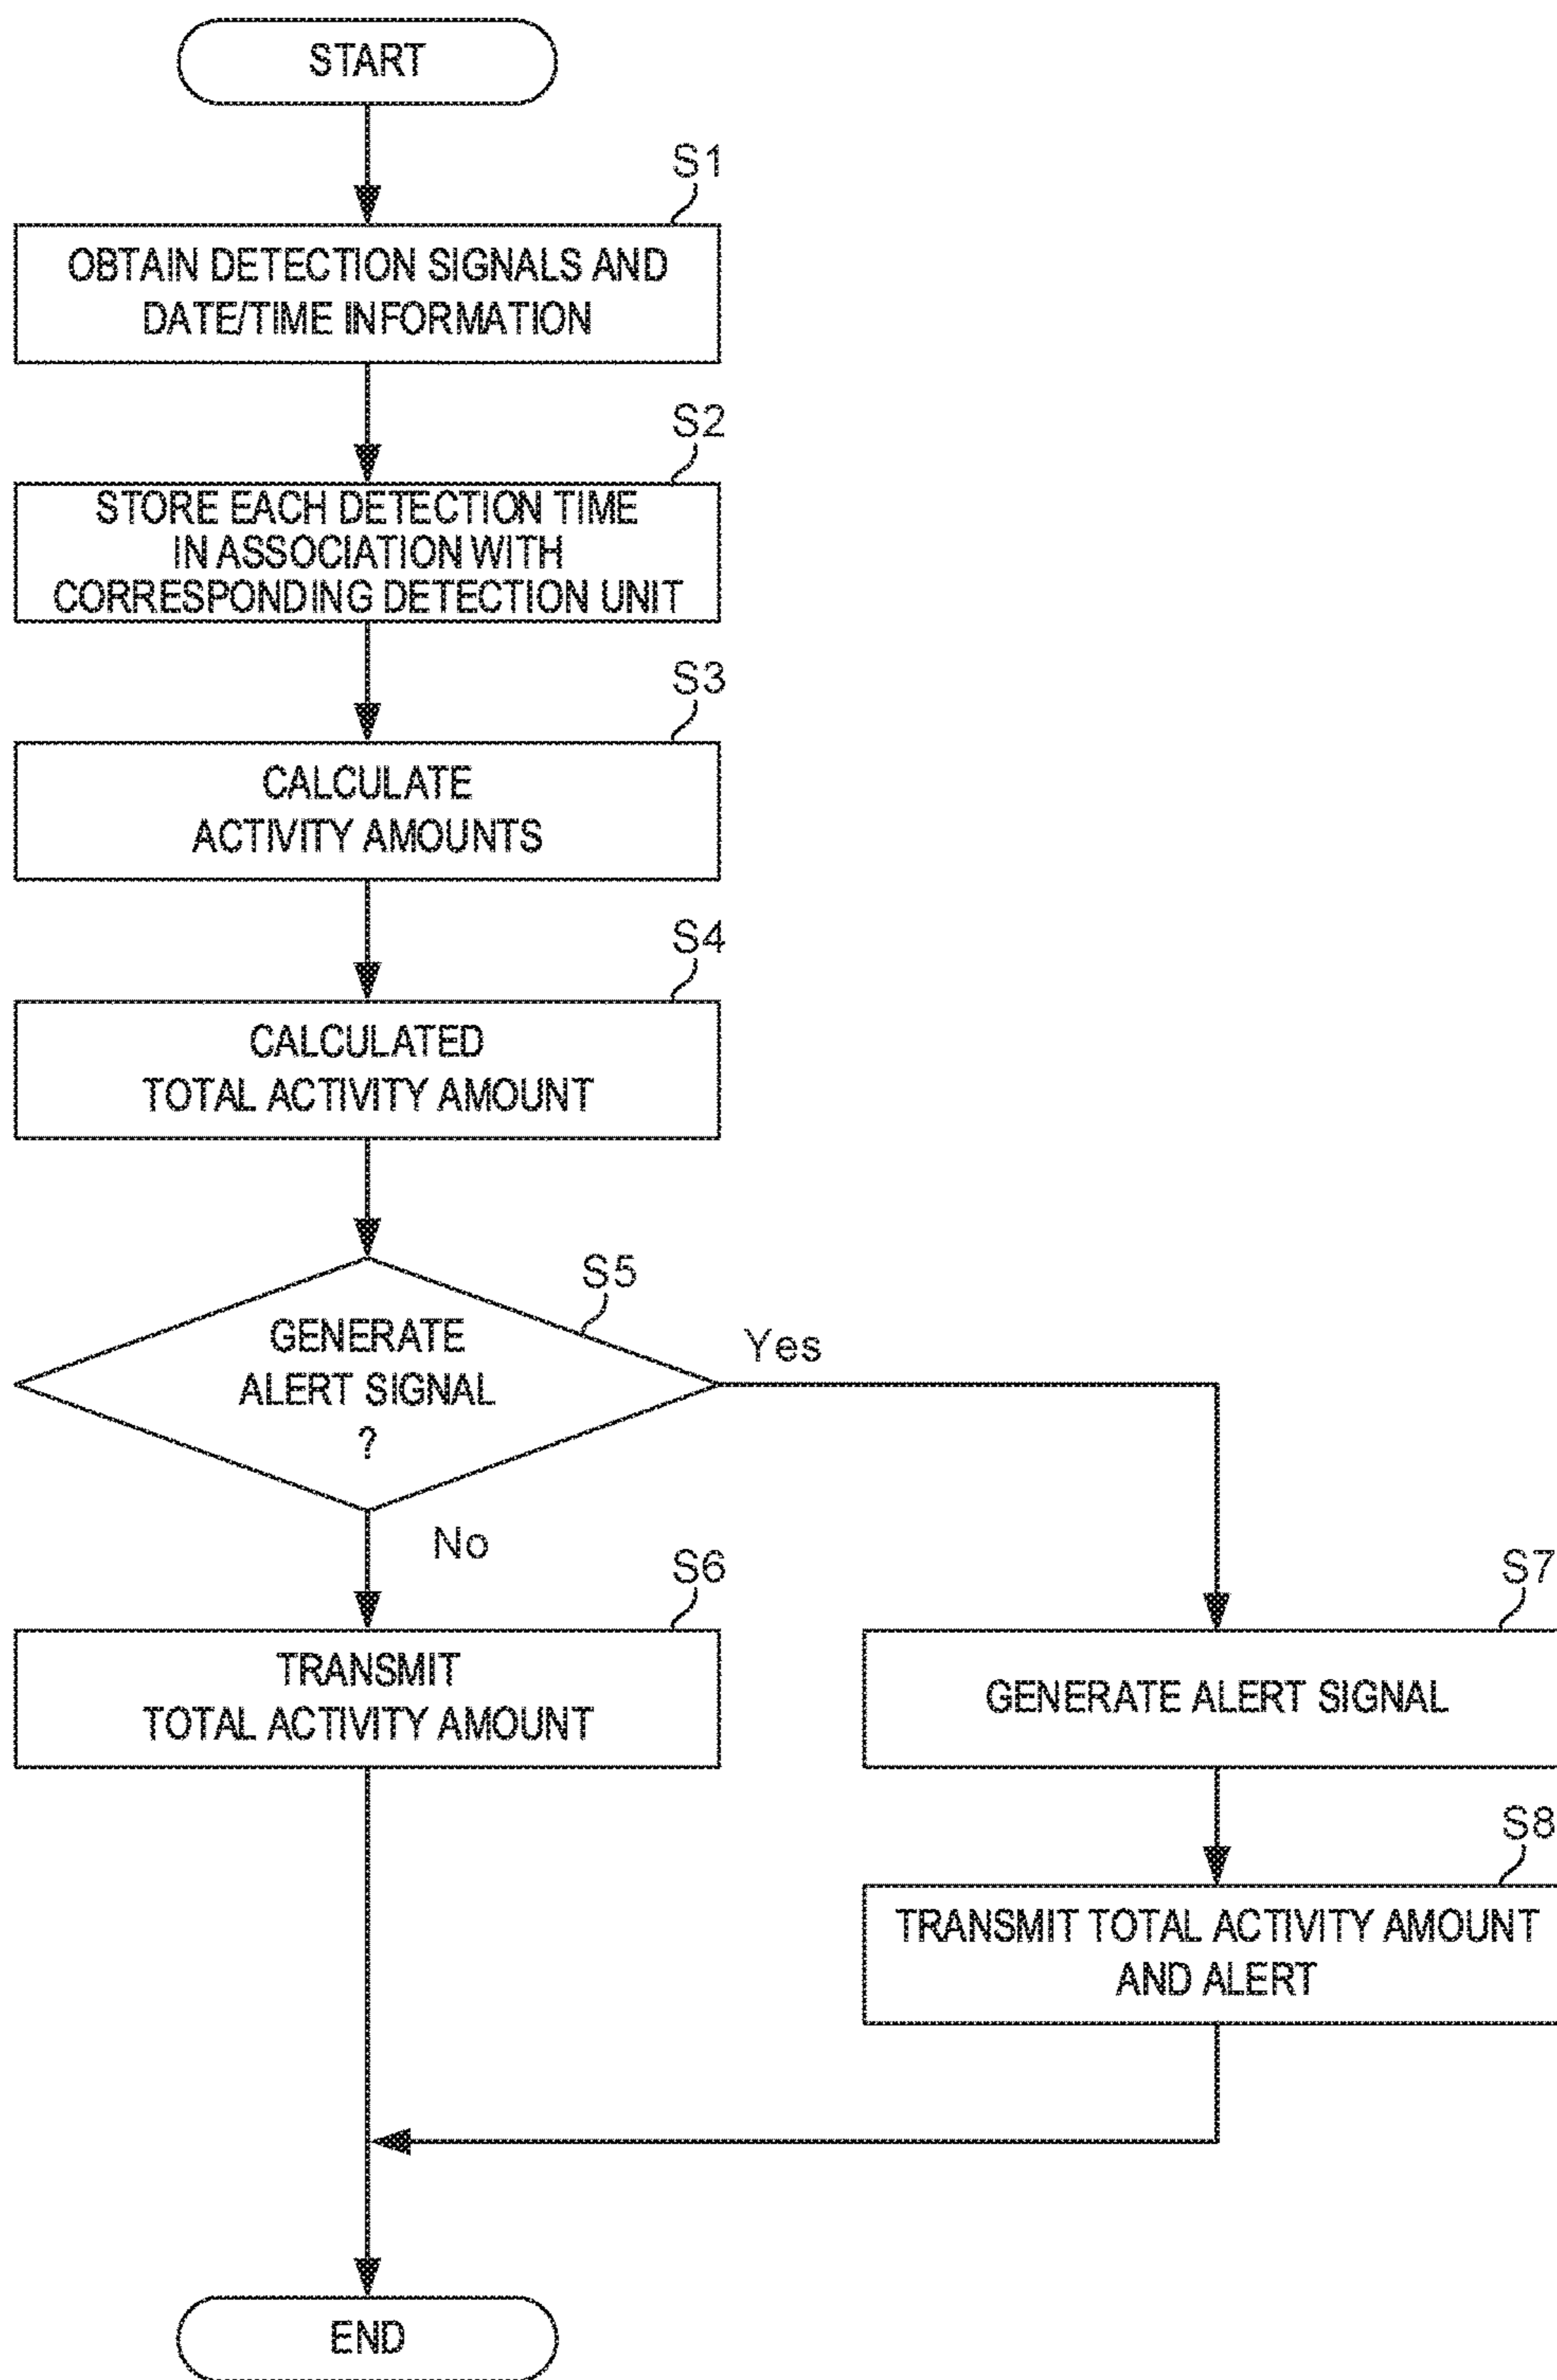 START
S1
OBTAIN DETECTION SIGNALS AND
DATE/TIME INFORMATION
S2
STORE EACH DETECTION TIME
IN ASSOCIATION WITH
CORRESPONDING DETECTION UNIT
S3
CALCULATE
ACTIVITY AMOUNTS
S4
CALCULATED
TOTAL ACTIVITY AMOUNT
S5
GENERATE
ALERT SIGNAL
?
Yes
No
S6
TRANSMIT
TOTAL ACTIVITY AMOUNT
S7
GENERATE ALERT SIGNAL
S8
TRANSMIT TOTAL ACTIVITY AMOUNT
AND ALERT
END